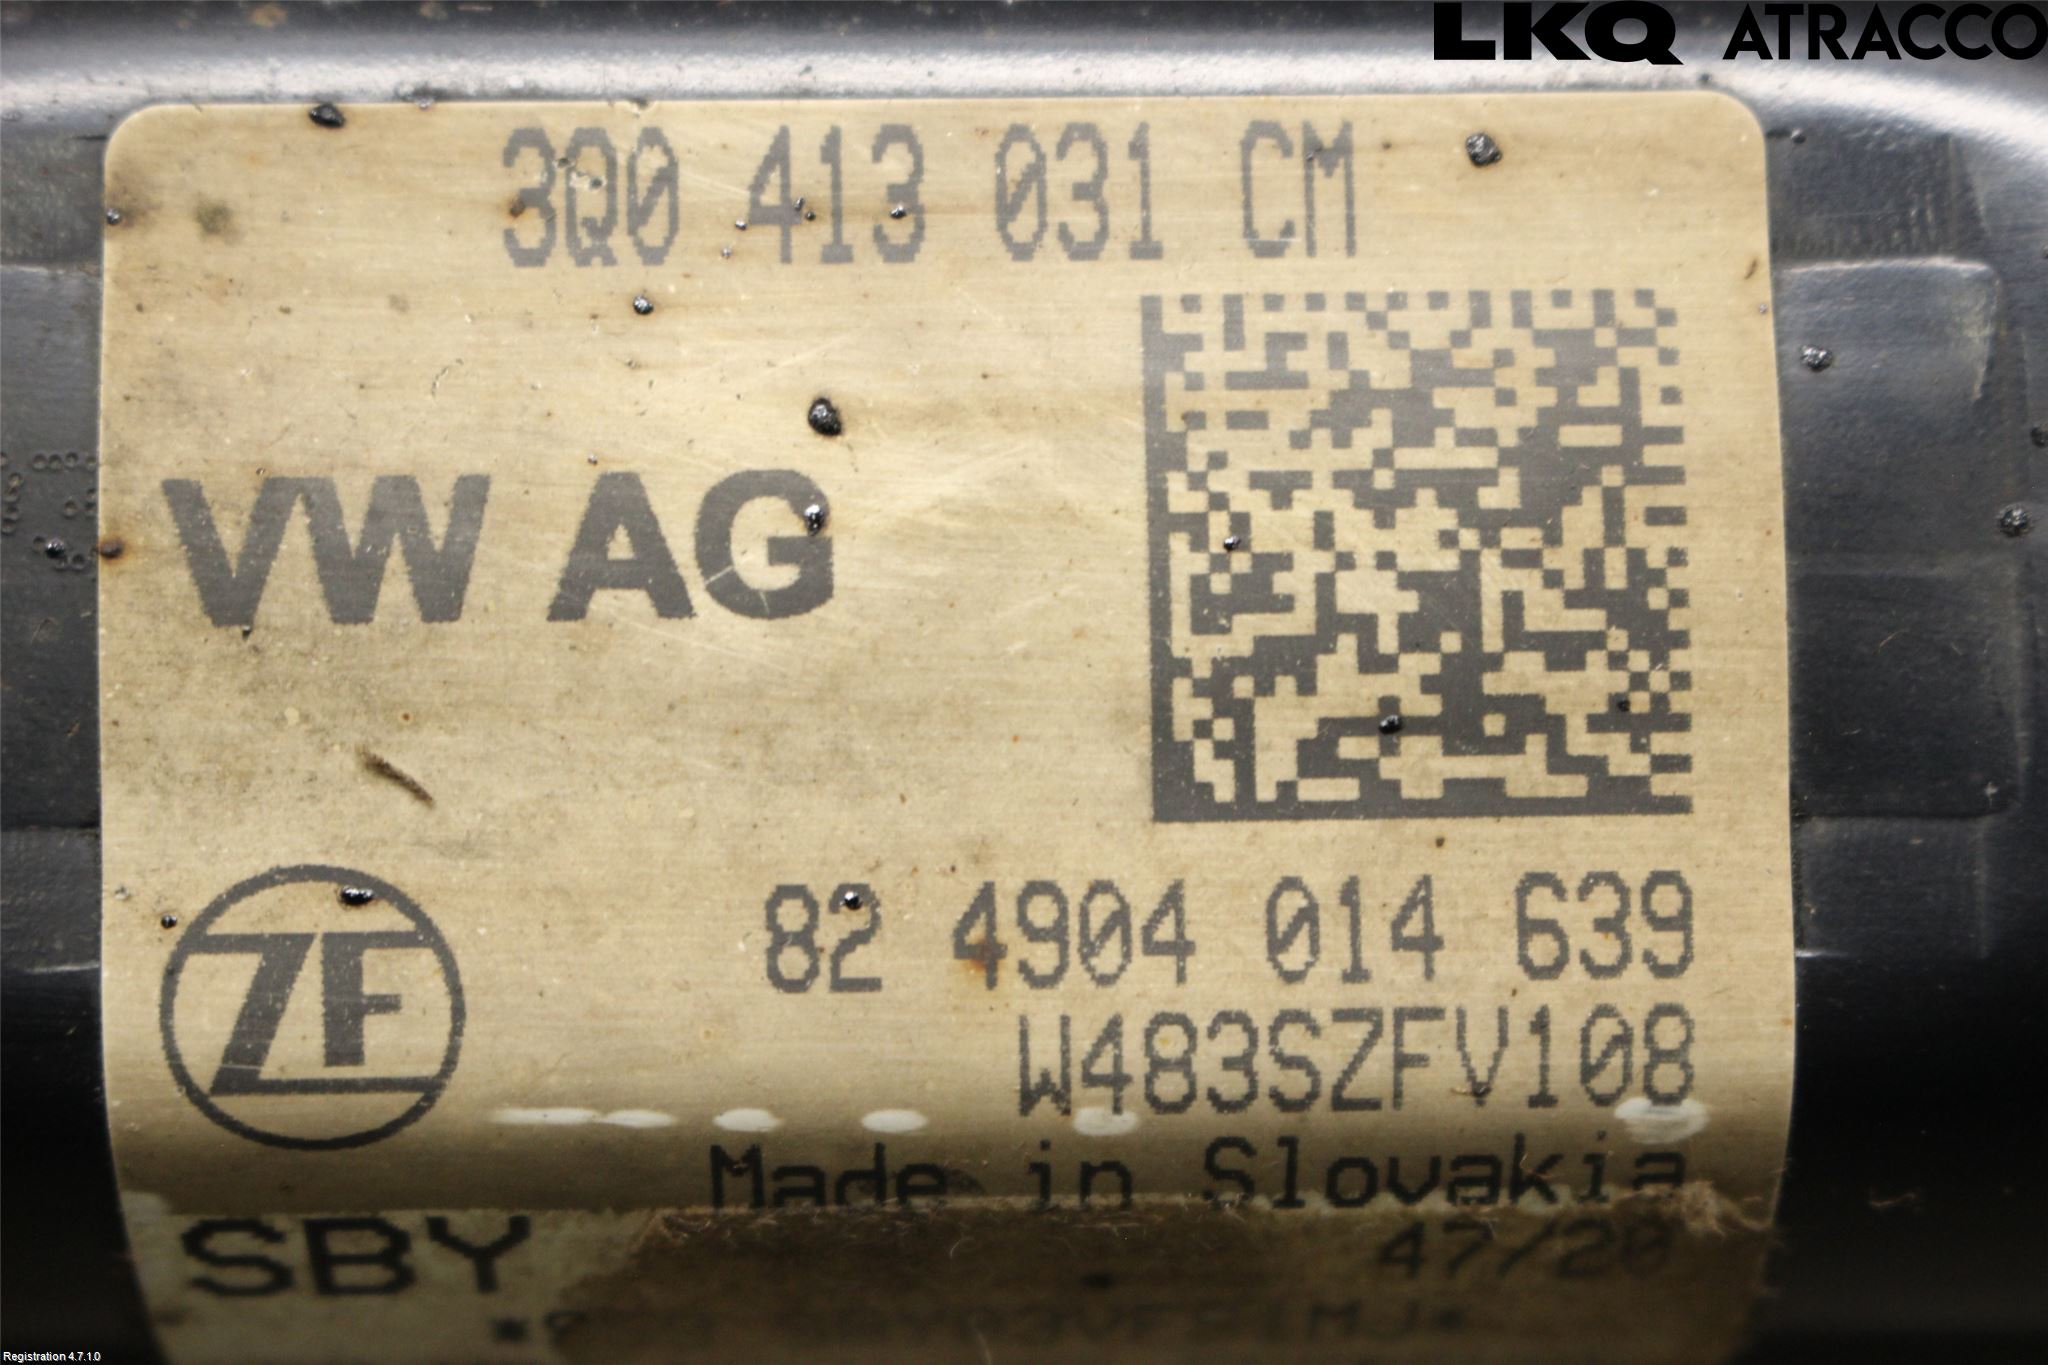 LKQ ATRACCO
3Q0 413 031 CM
VW AG
ZF
82 4904 014 639
W483SZFV108
Made in Slovakia
SBY
47/20
Registration 4.7.1.0